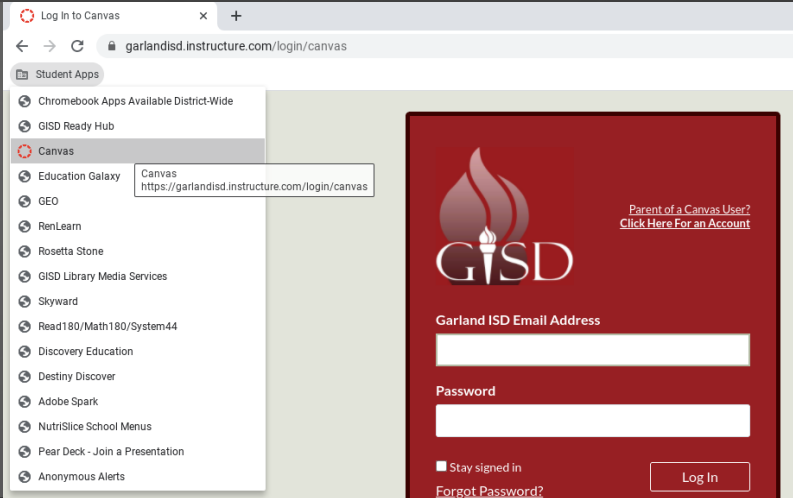 Log In to Canvas
garlandisd.instructure.com/login/canvas
Student Apps
Chromebook Apps Available District-Wide
GISD Ready Hub
Canvas
Canvas
https://garlandisd.instructure.com/login/canvas
Education Galaxy
GEO
RenLearn
Rosetta Stone
GISD Library Media Services
Skyward
Read180/Math180/System44
Discovery Education
Destiny Discover
Adobe Spark
NutriSlice School Menus
Pear Deck - Join a Presentation
Anonymous Alerts
GISD
Parent of a Canvas User?
Click Here For an Account
Garland ISD Email Address
Password
Stay signed in
Log In
Forgot Password?